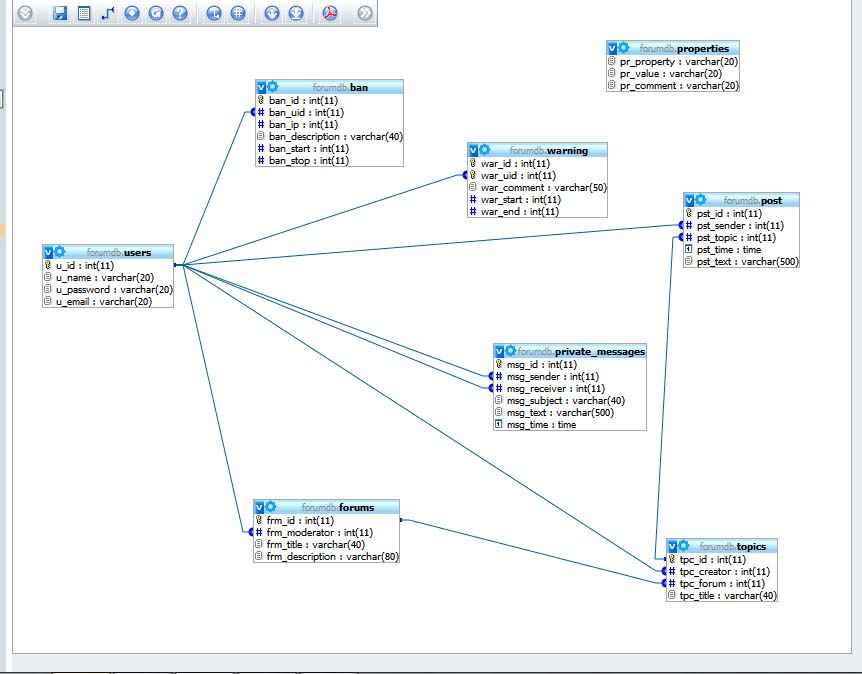 forumdb.properties
pr_property : varchar(20)
pr_value : varchar(20)
pr_comment : varchar(20)
forumdb.ban
ban_id : int(11)
ban_uid : int(11)
ban_ip : int(11)
ban_description : varchar(40)
ban_start : int(11)
ban_stop : int(11)
forumdb.warning
war_id : int(11)
war_uid : int(11)
war_comment : varchar(50)
war_start : int(11)
war_end : int(11)
forumdb.post
pst_id : int(11)
pst_sender : int(11)
pst_topic : int(11)
pst_time : time
pst_text : varchar(500)
forumdb.users
u_id : int(11)
u_name : varchar(20)
u_password : varchar(20)
u_email : varchar(20)
forumdb.private_messages
msg_id : int(11)
msg_sender : int(11)
msg_receiver : int(11)
msg_subject : varchar(40)
msg_text : varchar(500)
msg_time : time
forumdb.forums
frm_id : int(11)
frm_moderator : int(11)
frm_title : varchar(40)
frm_description : varchar(80)
forumdb.topics
tpc_id : int(11)
tpc_creator : int(11)
tpc_forum : int(11)
tpc_title : varchar(40)